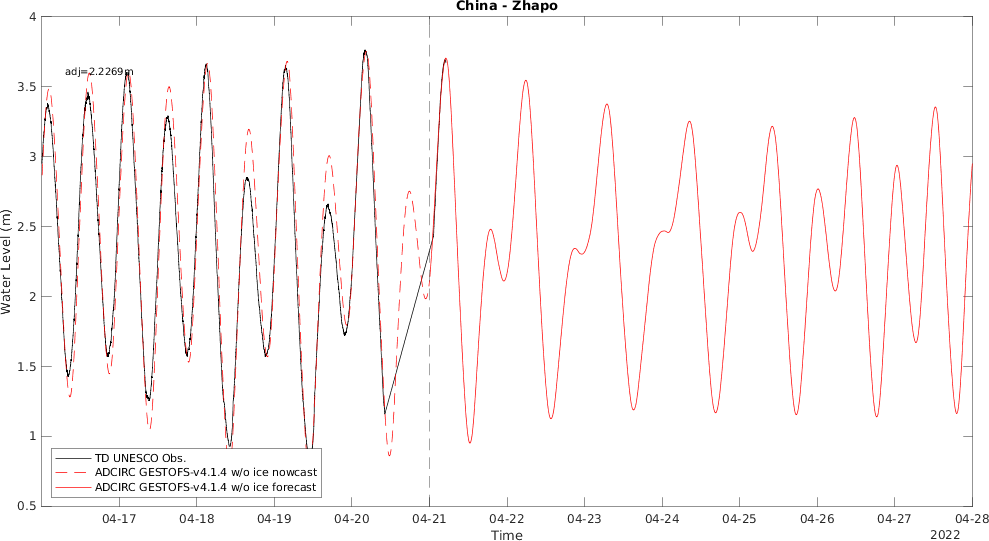 China - Zhapo
4
3.5
3
2.5
2
1.5
1
0.5
Water Level (m)
adj=2.2269m
TD UNESCO Obs.
ADCIRC GESTOFS-v4.1.4 w/o ice nowcast
ADCIRC GESTOFS-v4.1.4 w/o ice forecast
04-17 04-18 04-19 04-20 04-21 04-22 04-23 04-24 04-25 04-26 04-27 04-28
Time
2022